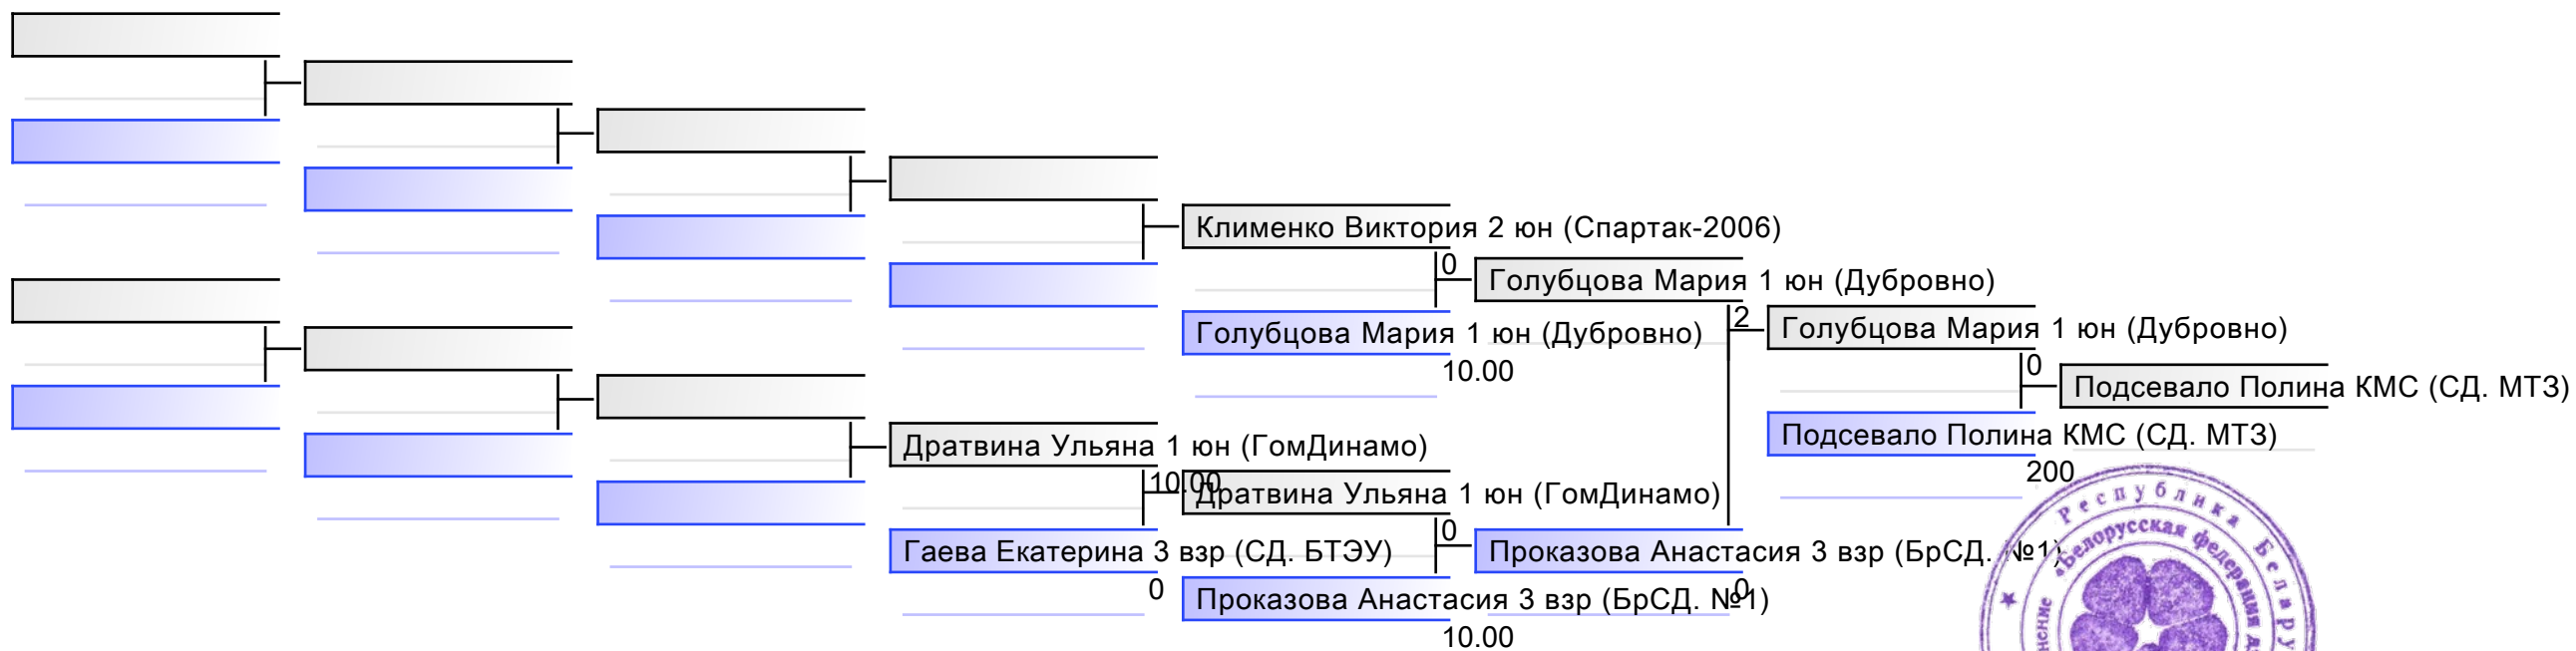 Клименко Виктория 2 юн (Спартак-2006)
0
Голубцова Мария 1 юн (Дубровно)
Голубцова Мария 1 юн (Дубровно)
10.00
2
Голубцова Мария 1 юн (Дубровно)
0
Подсевало Полина КМС (СД. МТЗ)
Подсевало Полина КМС (СД. МТЗ)
200
Дратвина Ульяна 1 юн (ГомДинамо)
10.00
Дратвина Ульяна 1 юн (ГомДинамо)
0
Гаева Екатерина 3 взр (СД. БТЭУ)
0
Проказова Анастасия 3 взр (БрСД. №1)
0
Проказова Анастасия 3 взр (БрСД. №1)
10.00
Республика Белару
«Белорусская федерация